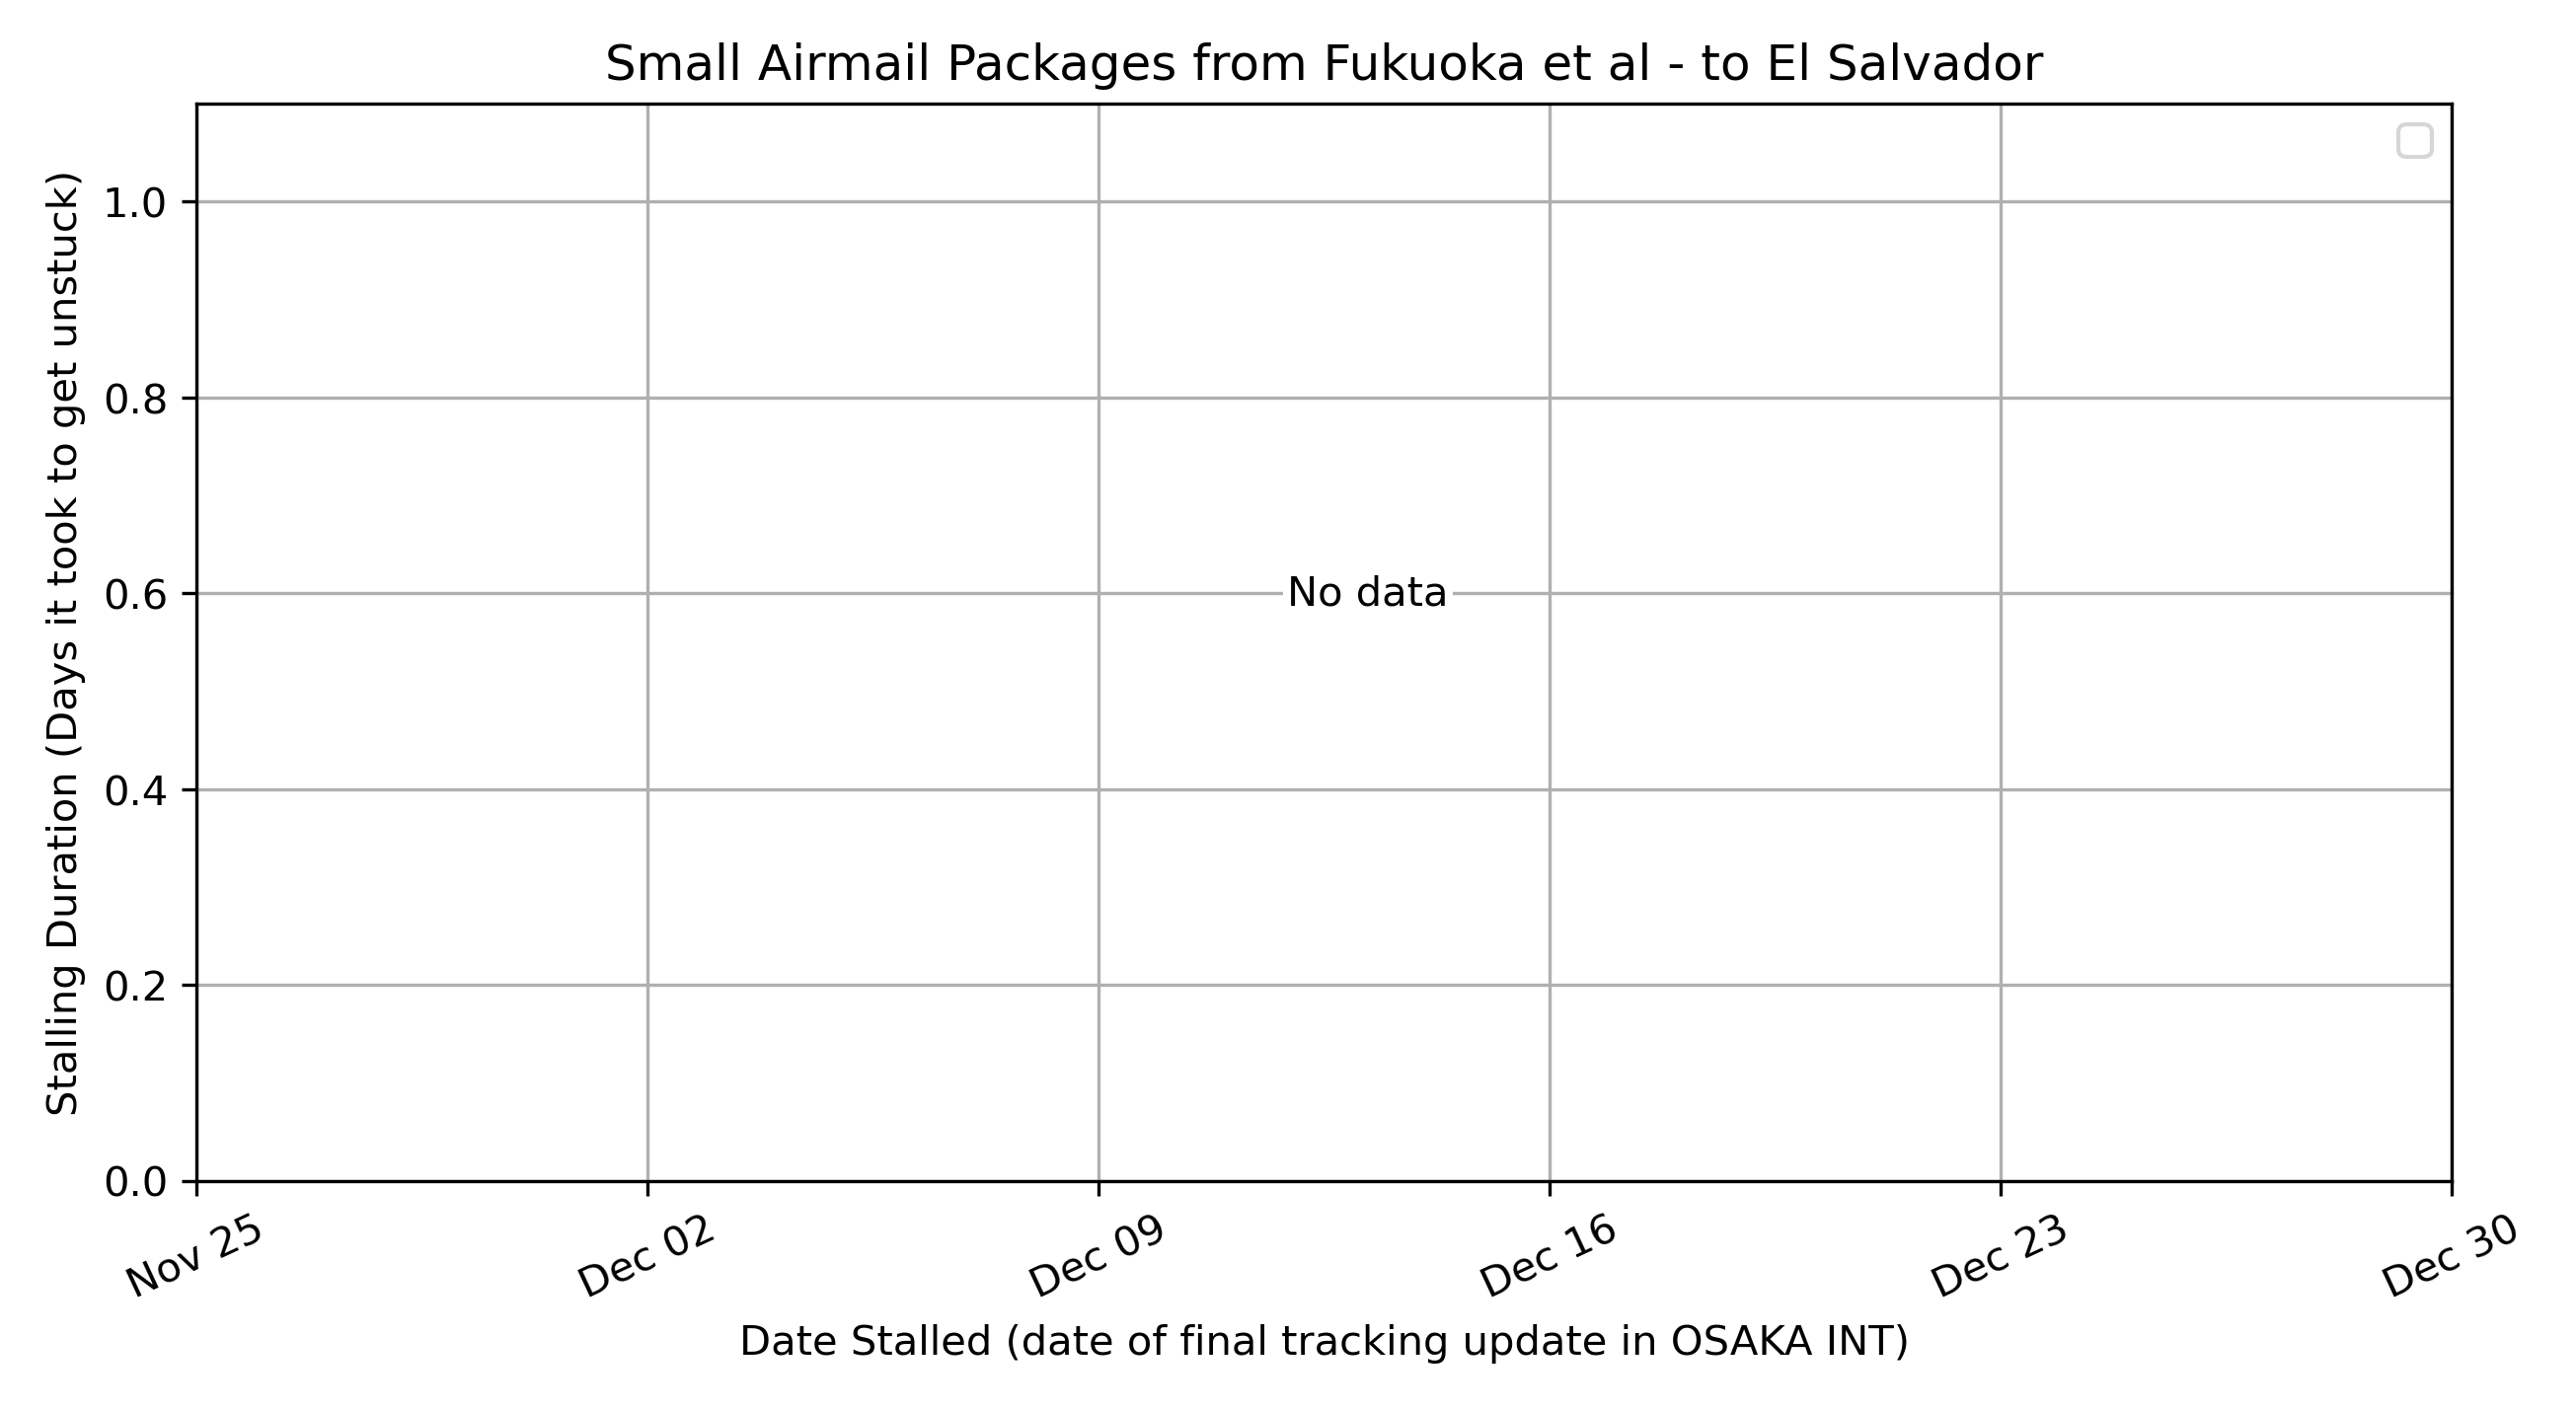 Small Airmail Packages from Fukuoka et al - to El Salvador
Stalling Duration (Days it took to get unstuck)
1.0
0.8
0.6
0.4
0.2
0.0
No data
Nov 25
Dec 02
Dec 09
Dec 16
Dec 23
Dec 30
Date Stalled (date of final tracking update in OSAKA INT)